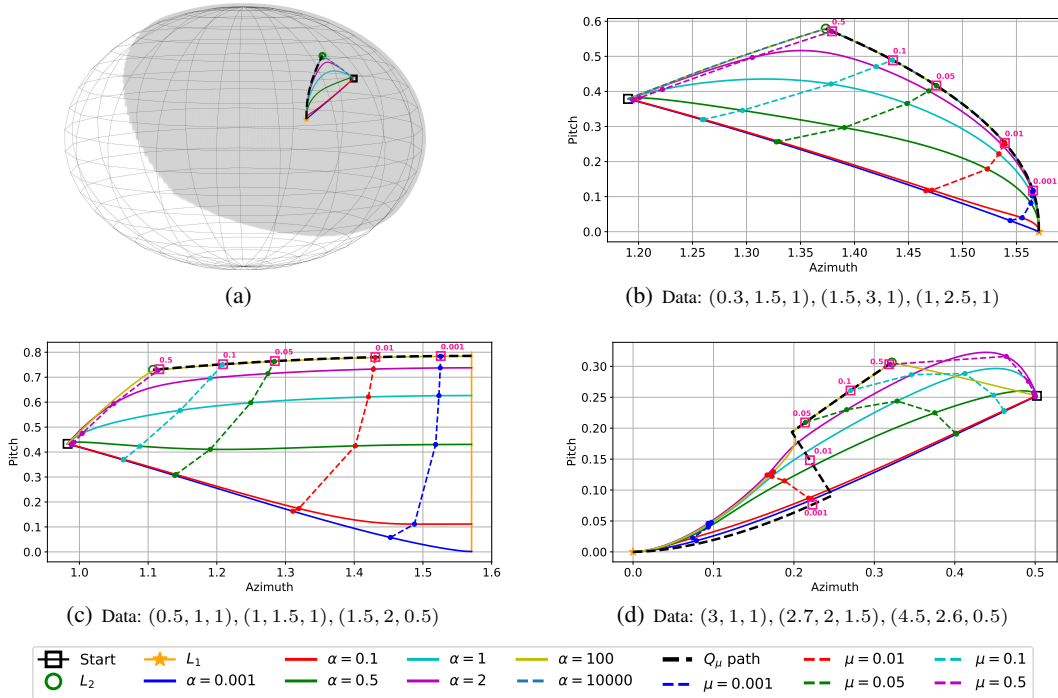 (a)
0.6
0.5
0.4
0.3
0.2
0.1
0.0
Pitch
0.5
0.1
0.05
0.01
0.001
1.20 1.25 1.30 1.35 1.40 1.45 1.50 1.55
Azimuth
(b) Data: (0.3, 1.5, 1), (1.5, 3, 1), (1, 2.5, 1)
0.8
0.7
0.6
0.5
0.4
0.3
0.2
0.1
0.0
Pitch
0.5
0.1
0.05
0.01
0.001
1.0 1.1 1.2 1.3 1.4 1.5 1.6
Azimuth
(c) Data: (0.5, 1, 1), (1, 1.5, 1), (1.5, 2, 0.5)
0.30
0.25
0.20
0.15
0.10
0.05
0.00
Pitch
0.5
0.1
0.05
0.01
0.001
0.0 0.1 0.2 0.3 0.4 0.5
Azimuth
(d) Data: (3, 1, 1), (2.7, 2, 1.5), (4.5, 2.6, 0.5)
Start L₁ α = 0.1 α = 1 α = 100 Qμ path μ = 0.01 μ = 0.1
L₂ α = 0.001 α = 0.5 α = 2 α = 10000 μ = 0.001 μ = 0.05 μ = 0.5